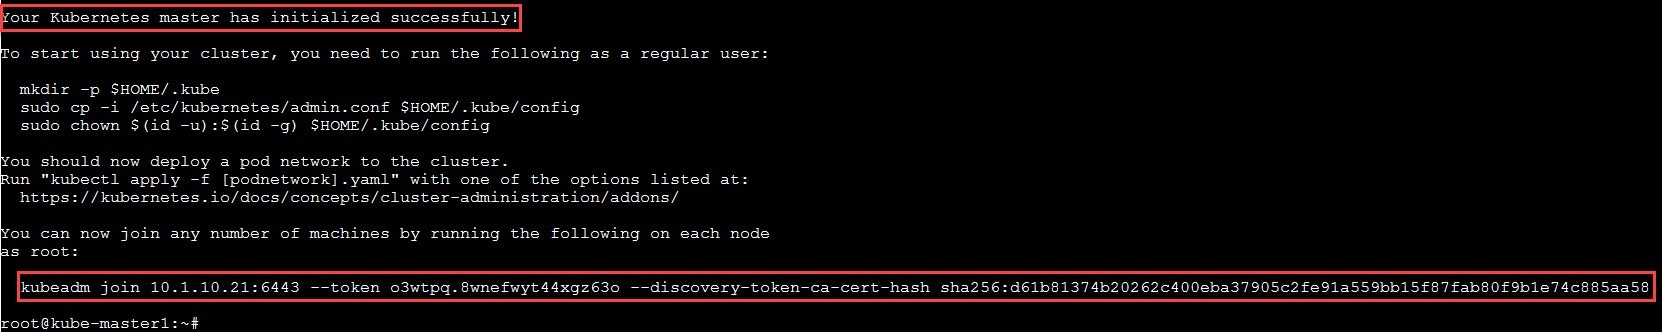 Your Kubernetes master has initialized successfully!
To start using your cluster, you need to run the following as a regular user:
mkdir -p $HOME/.kube
sudo cp -i /etc/kubernetes/admin.conf $HOME/.kube/config
sudo chown $(id -u):$(id -g) $HOME/.kube/config
You should now deploy a pod network to the cluster.
Run "kubectl apply -f [podnetwork].yaml" with one of the options listed at:
https://kubernetes.io/docs/concepts/cluster-administration/addons/
You can now join any number of machines by running the following on each node
as root:
kubeadm join 10.1.10.21:6443 --token o3wtpq.8wnefwyt44xgz63o --discovery-token-ca-cert-hash sha256:d61b81374b20262c400eba37905c2fe91a559bb15f87fab80f9b1e74c885aa58
root@kube-master1:~#